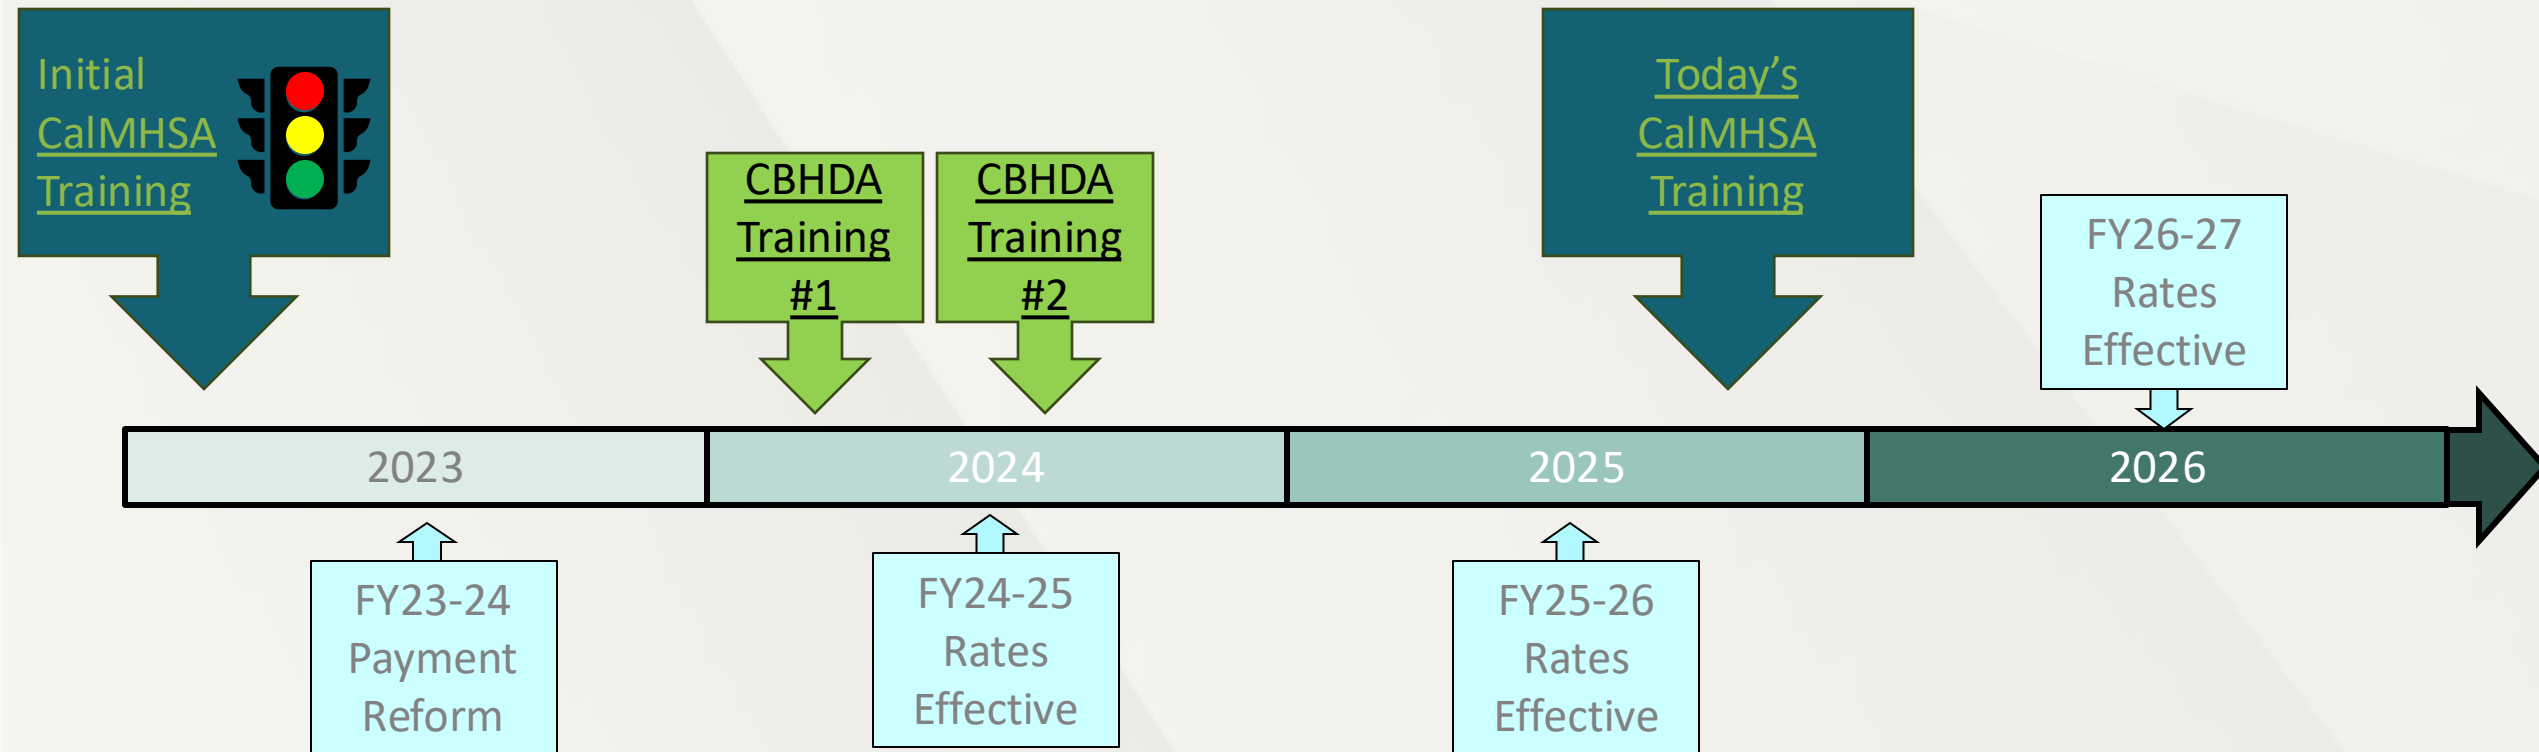 Initial
CalMHSA
Training
CBHDA
Training
#1
CBHDA
Training
#2
Today’s
CalMHSA
Training
FY26-27
Rates
Effective
2023
2024
2025
2026
FY23-24
Payment
Reform
FY24-25
Rates
Effective
FY25-26
Rates
Effective